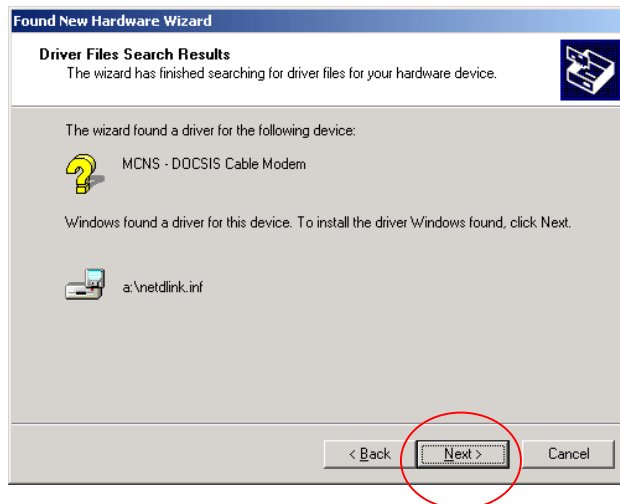 Found New Hardware Wizard
Driver Files Search Results
The wizard has finished searching for driver files for your hardware device.
The wizard found a driver for the following device:
MCNS - DOCSIS Cable Modem
Windows found a driver for this device. To install the driver Windows found, click Next.
a:\netdlink.inf
< Back Next > Cancel